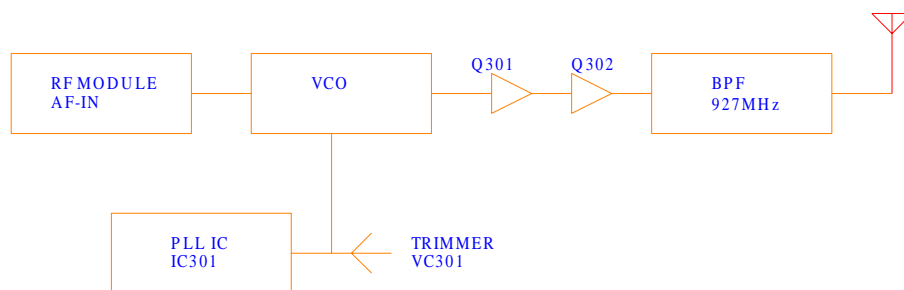 RF MODULE
AF-IN
VCO
Q301
Q302
BPF
927MHz
PLL IC
IC301
TRIMMER
VC301